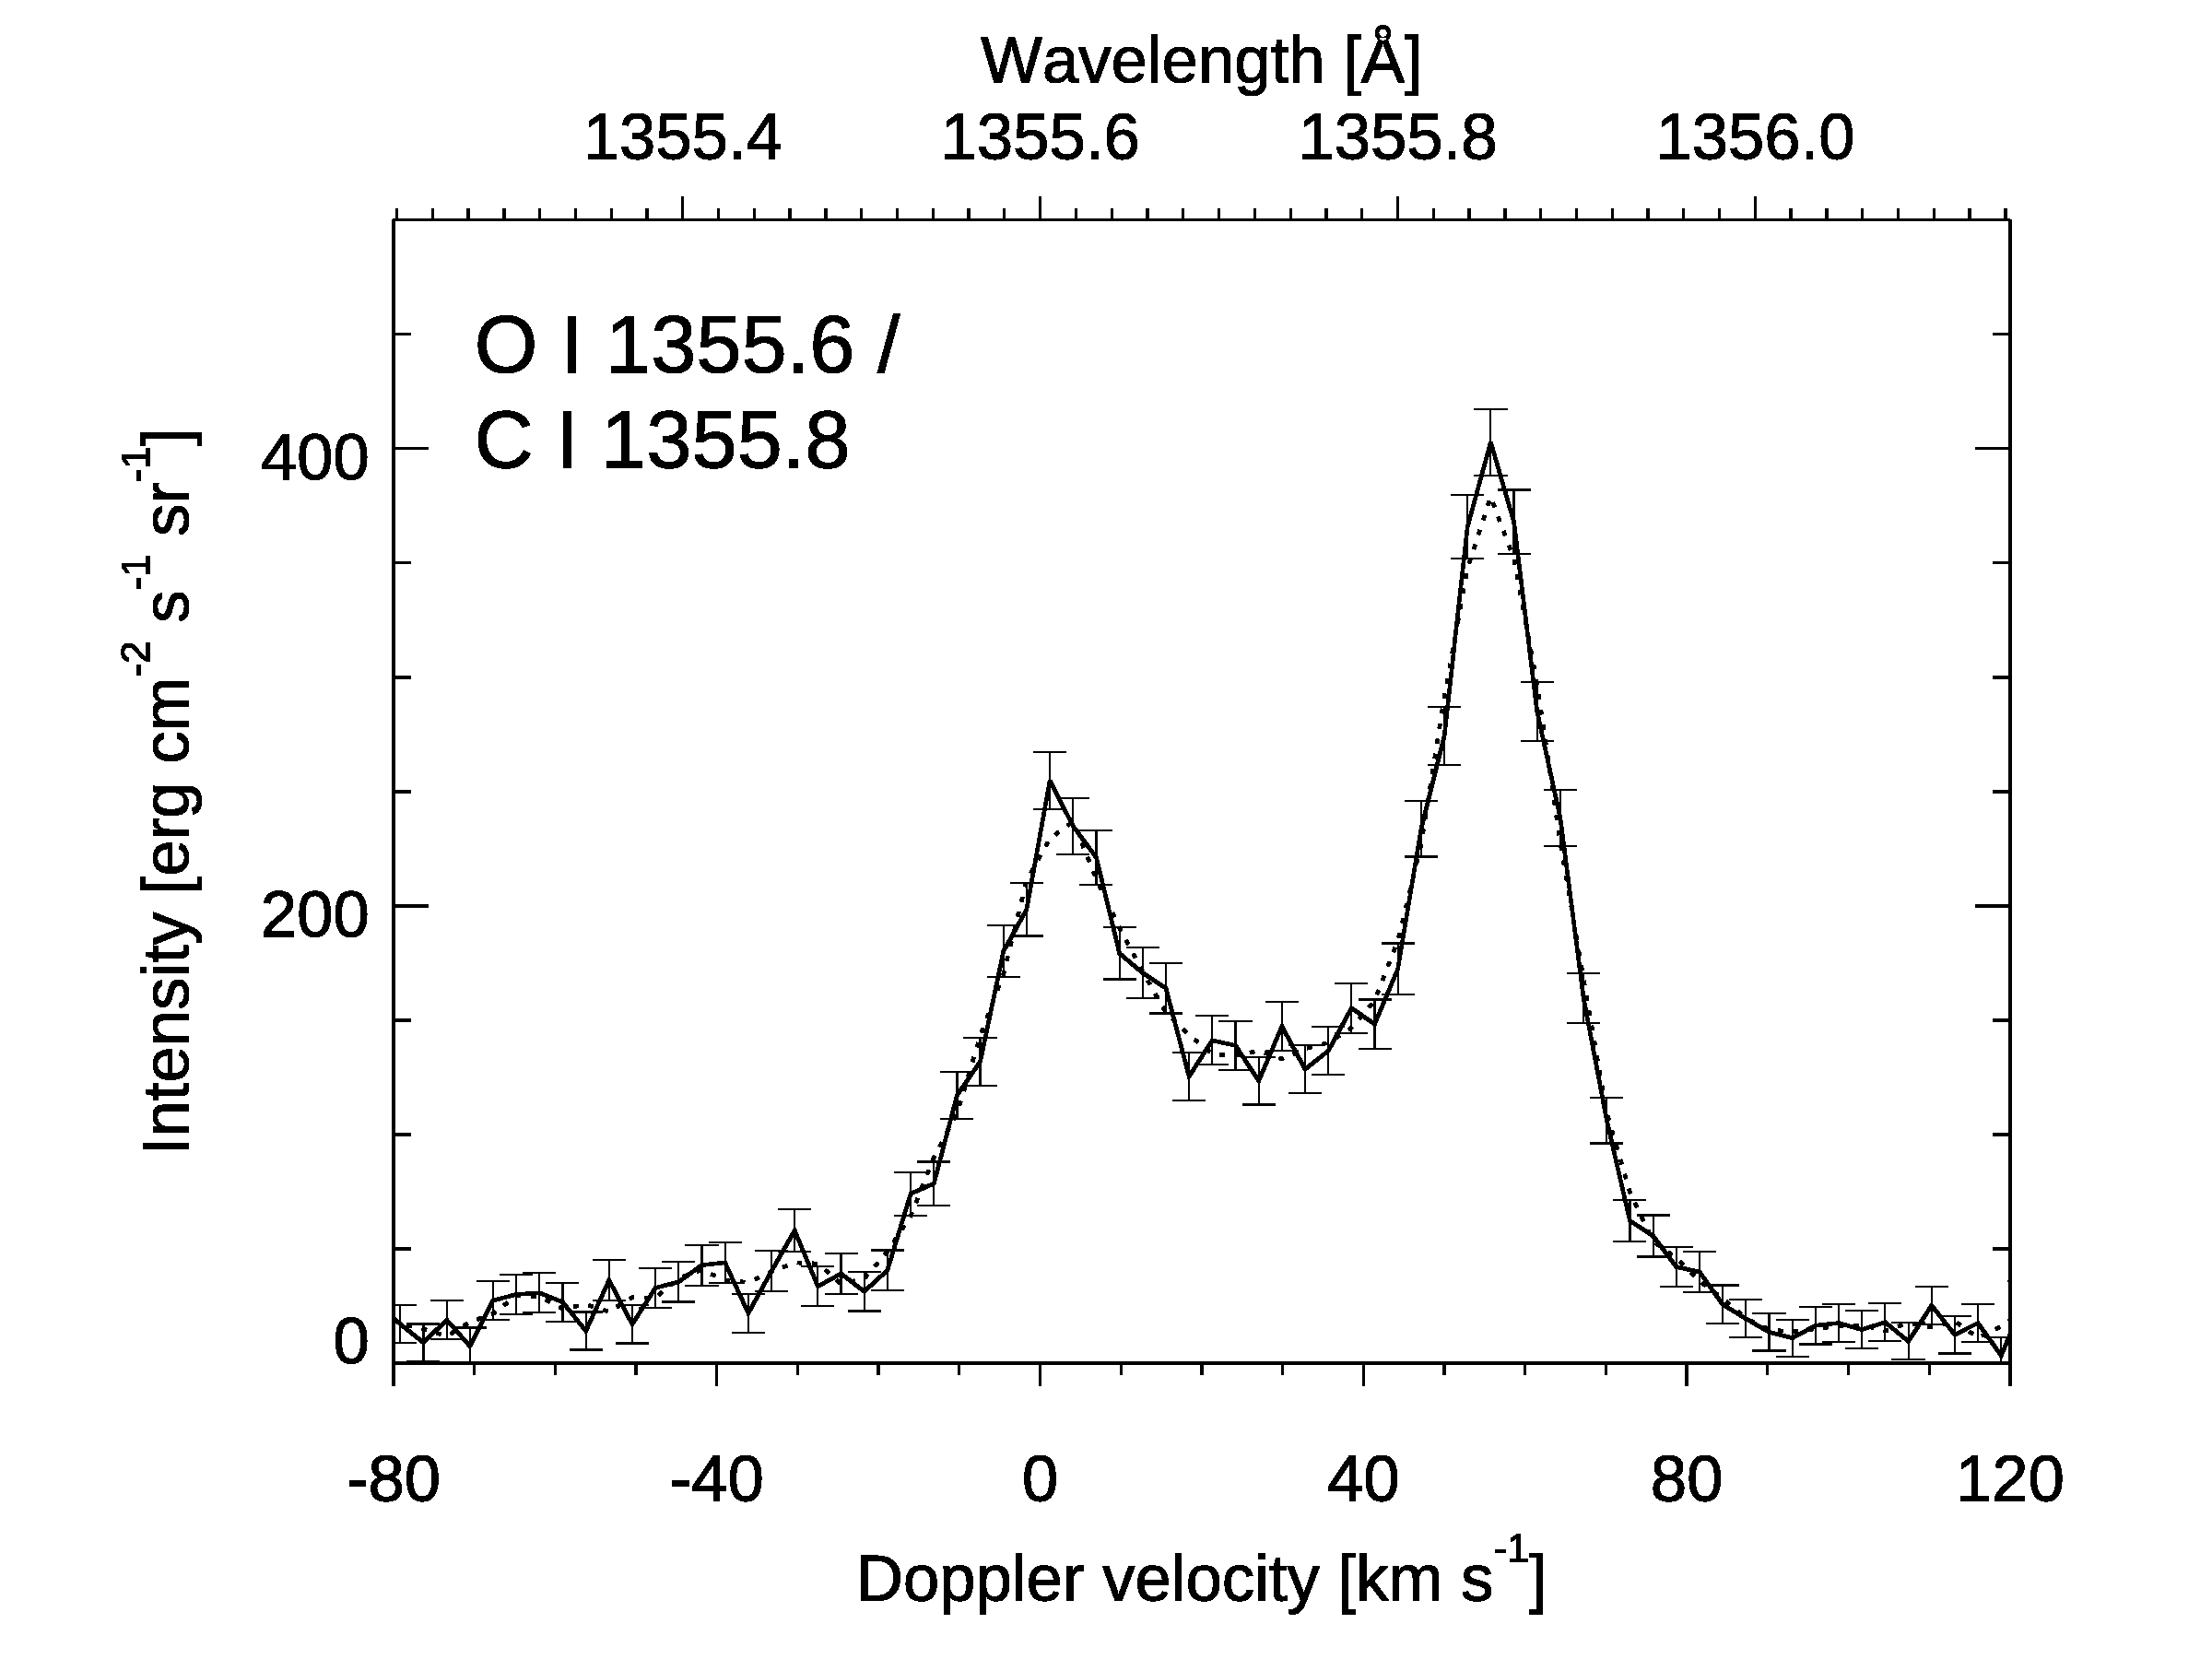 Wavelength [Å]
1355.4 1355.6 1355.8 1356.0
O I 1355.6 /
C I 1355.8
Intensity [erg cm-2 s-1 sr-1]
400
200
0
-80 -40 0 40 80 120
Doppler velocity [km s-1]